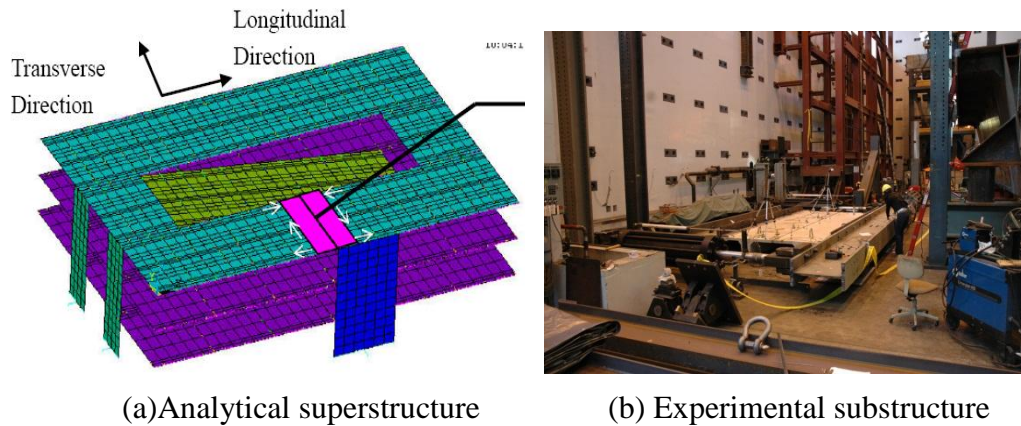 Longitudinal
Direction
Transverse
Direction
(a)Analytical superstructure
(b) Experimental substructure